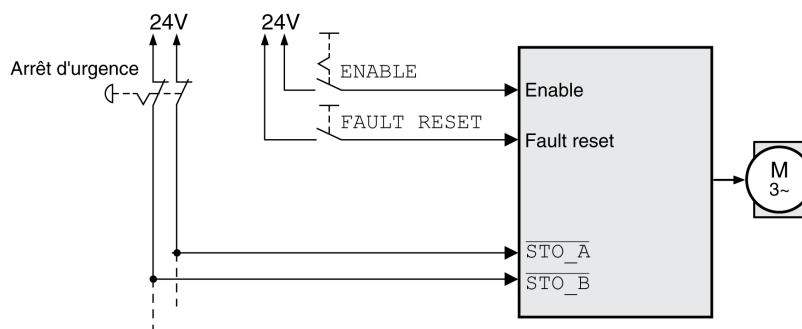 24V
24V
Arrêt d'urgence
ENABLE
Enable
FAULT RESET
Fault reset
M
3~
STO_A
STO_B